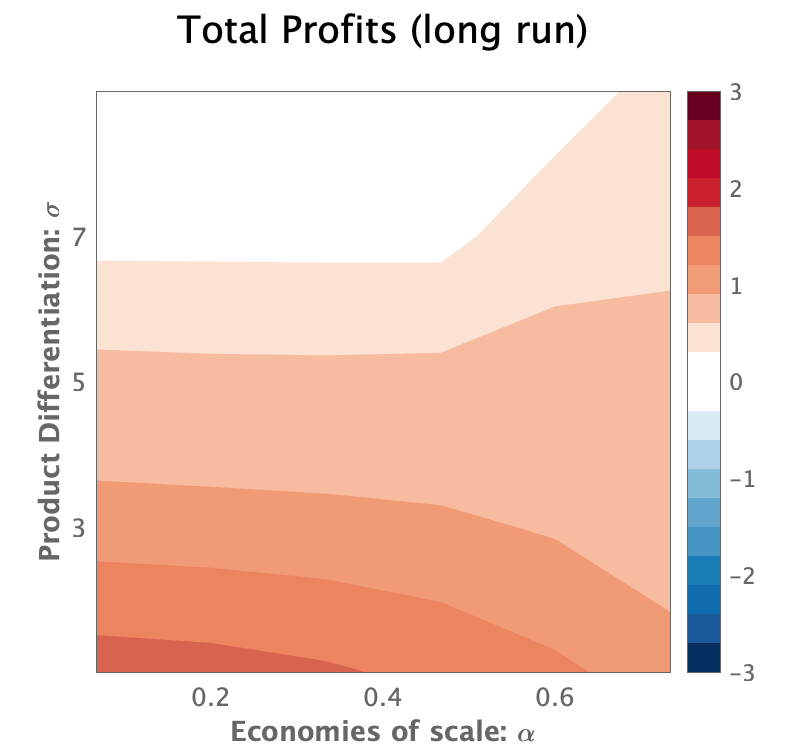 Total Profits (long run)
Product Differentiation: σ
7
5
3
0.2 0.4 0.6
Economies of scale: α
3
2
1
0
−1
−2
−3